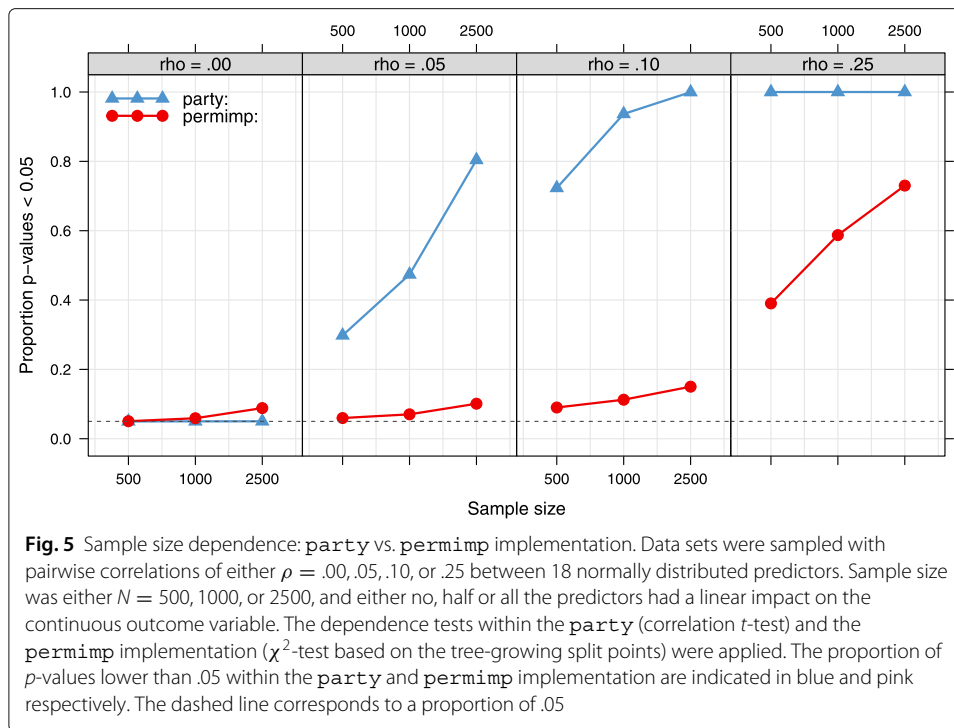 500 1000 2500 500 1000 2500
rho = .00 rho = .05 rho = .10 rho = .25
party:
permimp:
1.0
0.8
0.6
0.4
0.2
0.0
Proportion p−values < 0.05
500 1000 2500 500 1000 2500
Sample size
Fig. 5 Sample size dependence: party vs. permimp implementation. Data sets were sampled with
pairwise correlations of either ρ = .00, .05, .10, or .25 between 18 normally distributed predictors. Sample size
was either N = 500, 1000, or 2500, and either no, half or all the predictors had a linear impact on the
continuous outcome variable. The dependence tests within the party (correlation t-test) and the
permimp implementation (χ²-test based on the tree-growing split points) were applied. The proportion of
p-values lower than .05 within the party and permimp implementation are indicated in blue and pink
respectively. The dashed line corresponds to a proportion of .05